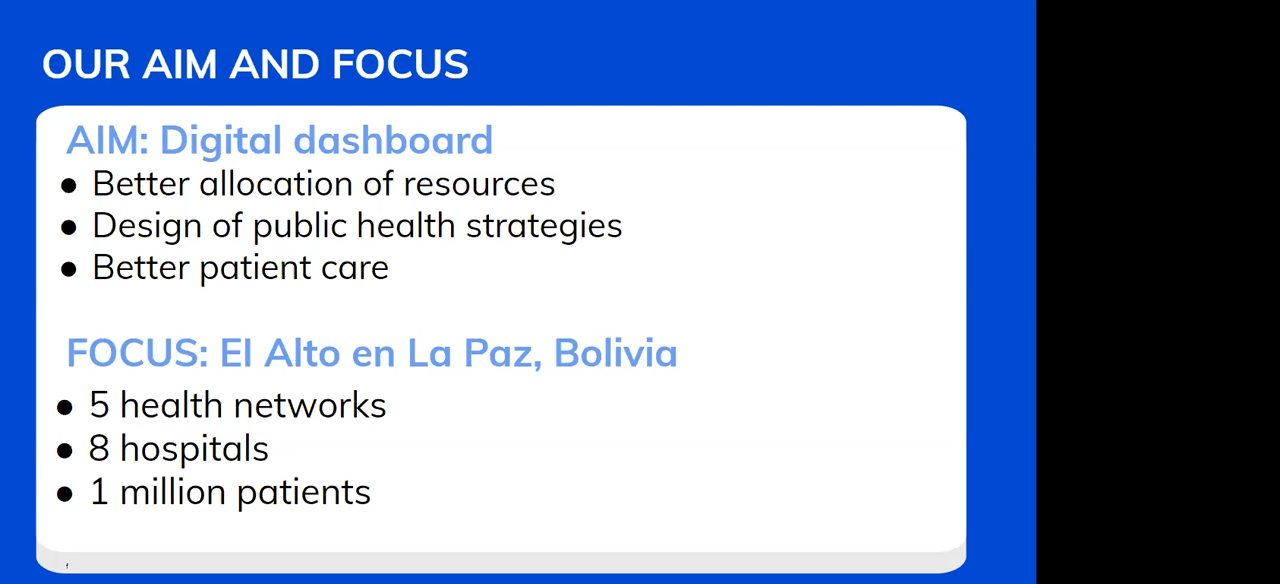 OUR AIM AND FOCUS
AIM: Digital dashboard
● Better allocation of resources
● Design of public health strategies
● Better patient care
FOCUS: El Alto en La Paz, Bolivia
● 5 health networks
● 8 hospitals
● 1 million patients
f